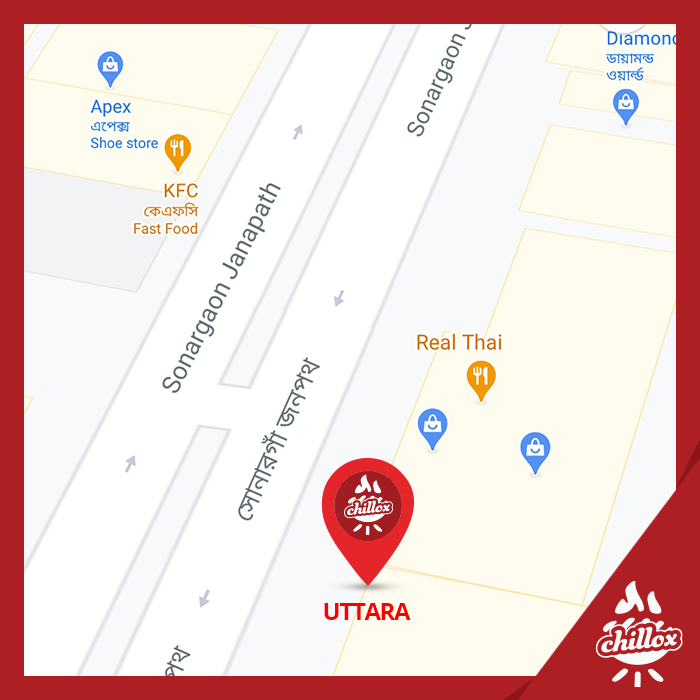 Sonargaon J
Diamond
ডায়ামন্ড
ওয়ার্ল্ড
Apex
এপেক্স
Shoe store
KFC
কেএফসি
Fast Food
Sonargaon Janapath
Real Thai
সোনারগাঁ জনপথ
chillox
UTTARA
chillox
পথ